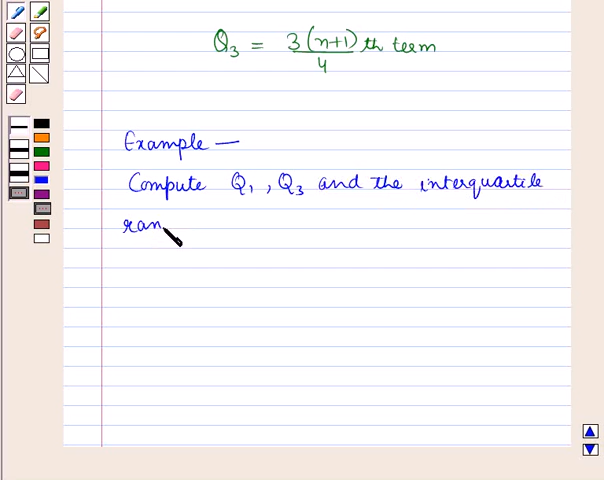 Q₃ = 3(n+1)/4 th term
Example —
Compute Q₁, Q₃ and the interquartile
ran